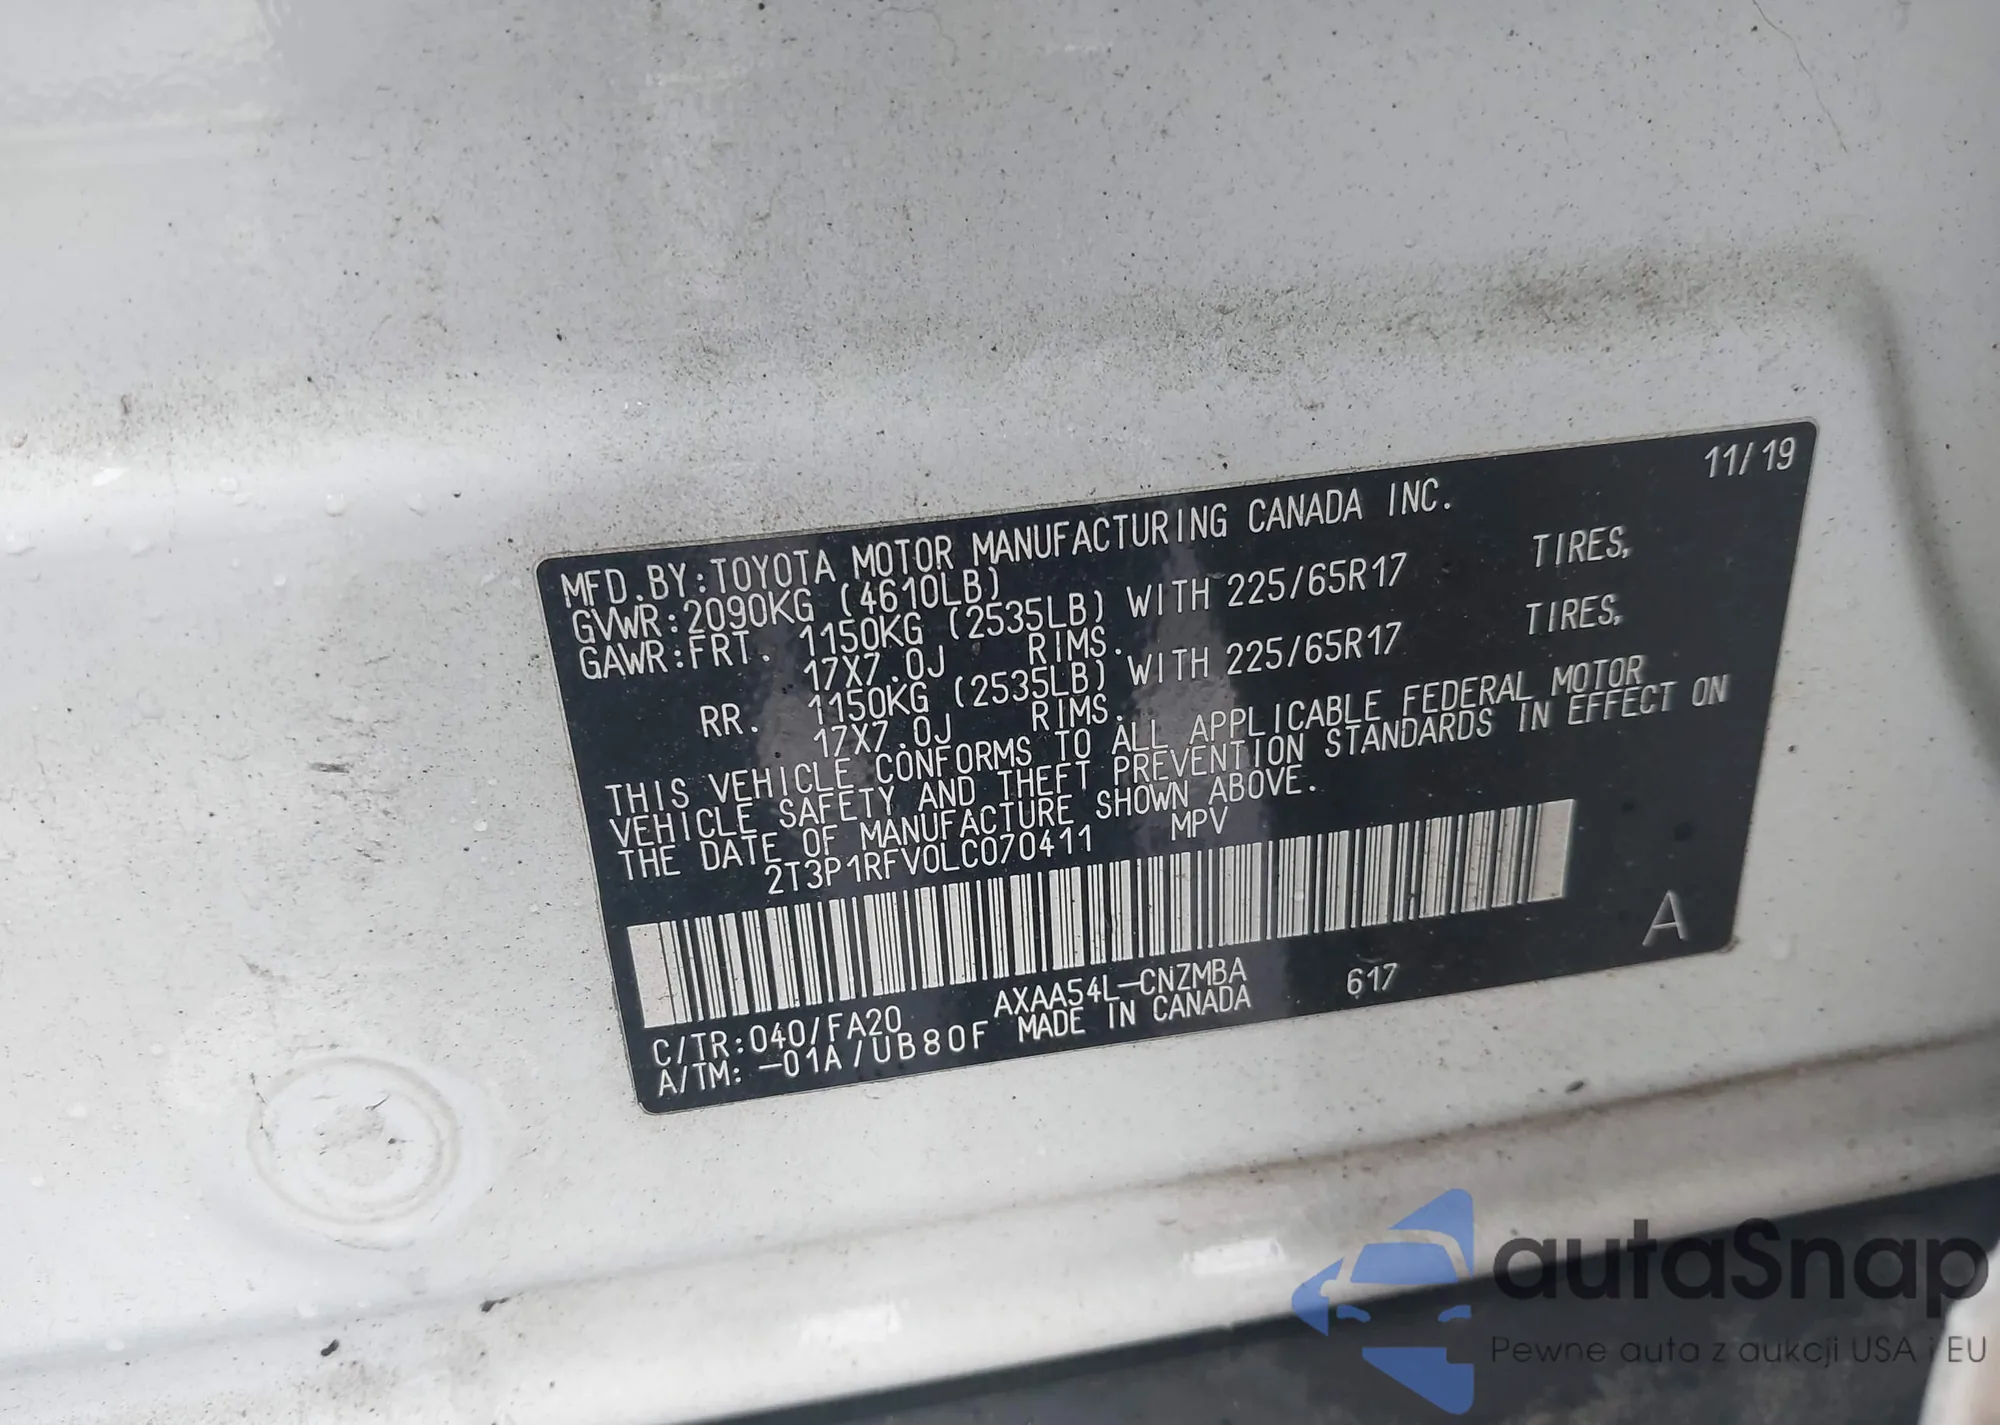 11/19
MFD.BY:TOYOTA MOTOR MANUFACTURING CANADA INC.
GVWR:2090KG (4610LB)
GAWR:FRT. 1150KG (2535LB) WITH 225/65R17 TIRES,
17X7.0J RIMS.
RR. 1150KG (2535LB) WITH 225/65R17 TIRES,
17X7.0J RIMS.
THIS VEHICLE CONFORMS TO ALL APPLICABLE FEDERAL MOTOR
VEHICLE SAFETY AND THEFT PREVENTION STANDARDS IN EFFECT ON
THE DATE OF MANUFACTURE SHOWN ABOVE.
2T3P1RFV0LC070411 MPV
A
C/TR:040/FA20 AXAA54L-CNZMBA 617
A/TM: -01A/UB80F MADE IN CANADA
autaSnap
Pewne auta z aukcji USA i EU